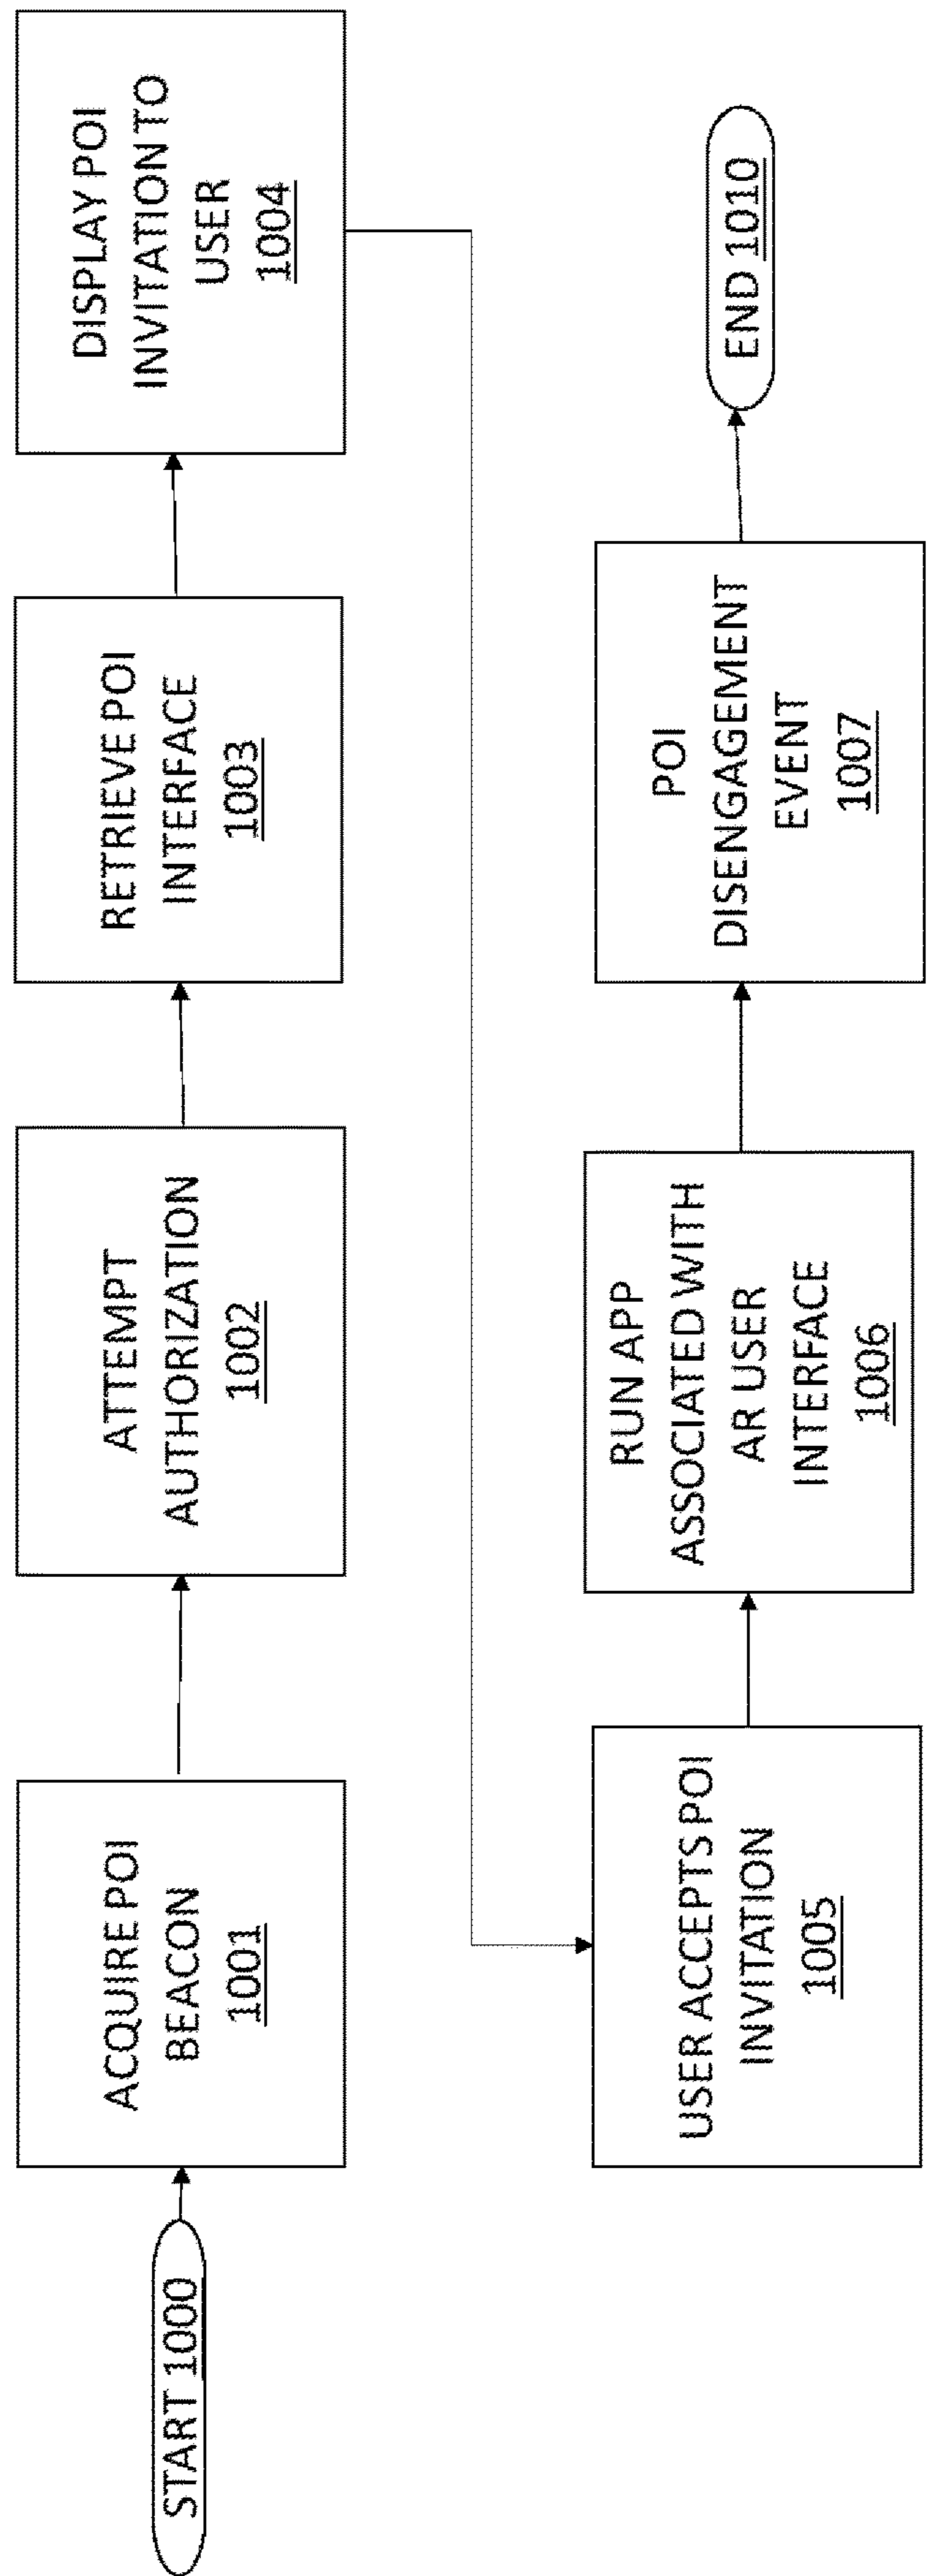 START 1000
ACQUIRE POI
BEACON
1001
ATTEMPT
AUTHORIZATION
1002
RETRIEVE POI
INTERFACE
1003
DISPLAY POI
INVITATION TO
USER
1004
USER ACCEPTS POI
INVITATION
1005
RUN APP
ASSOCIATED WITH
AR USER
INTERFACE
1006
POI
DISENGAGEMENT
EVENT
1007
END 1010